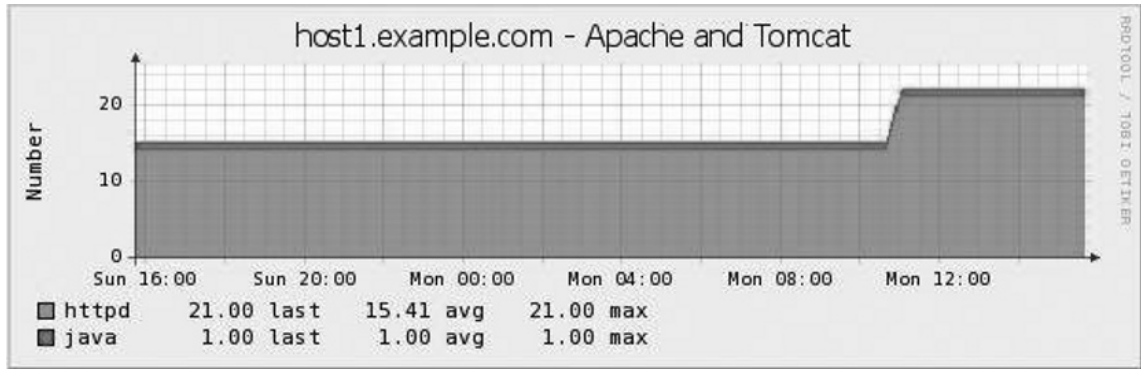 host1.example.com - Apache and Tomcat
RRDTOOL / TOBI OETIKER
Number
20
10
0
Sun 16:00 Sun 20:00 Mon 00:00 Mon 04:00 Mon 08:00 Mon 12:00
httpd 21.00 last 15.41 avg 21.00 max
java 1.00 last 1.00 avg 1.00 max